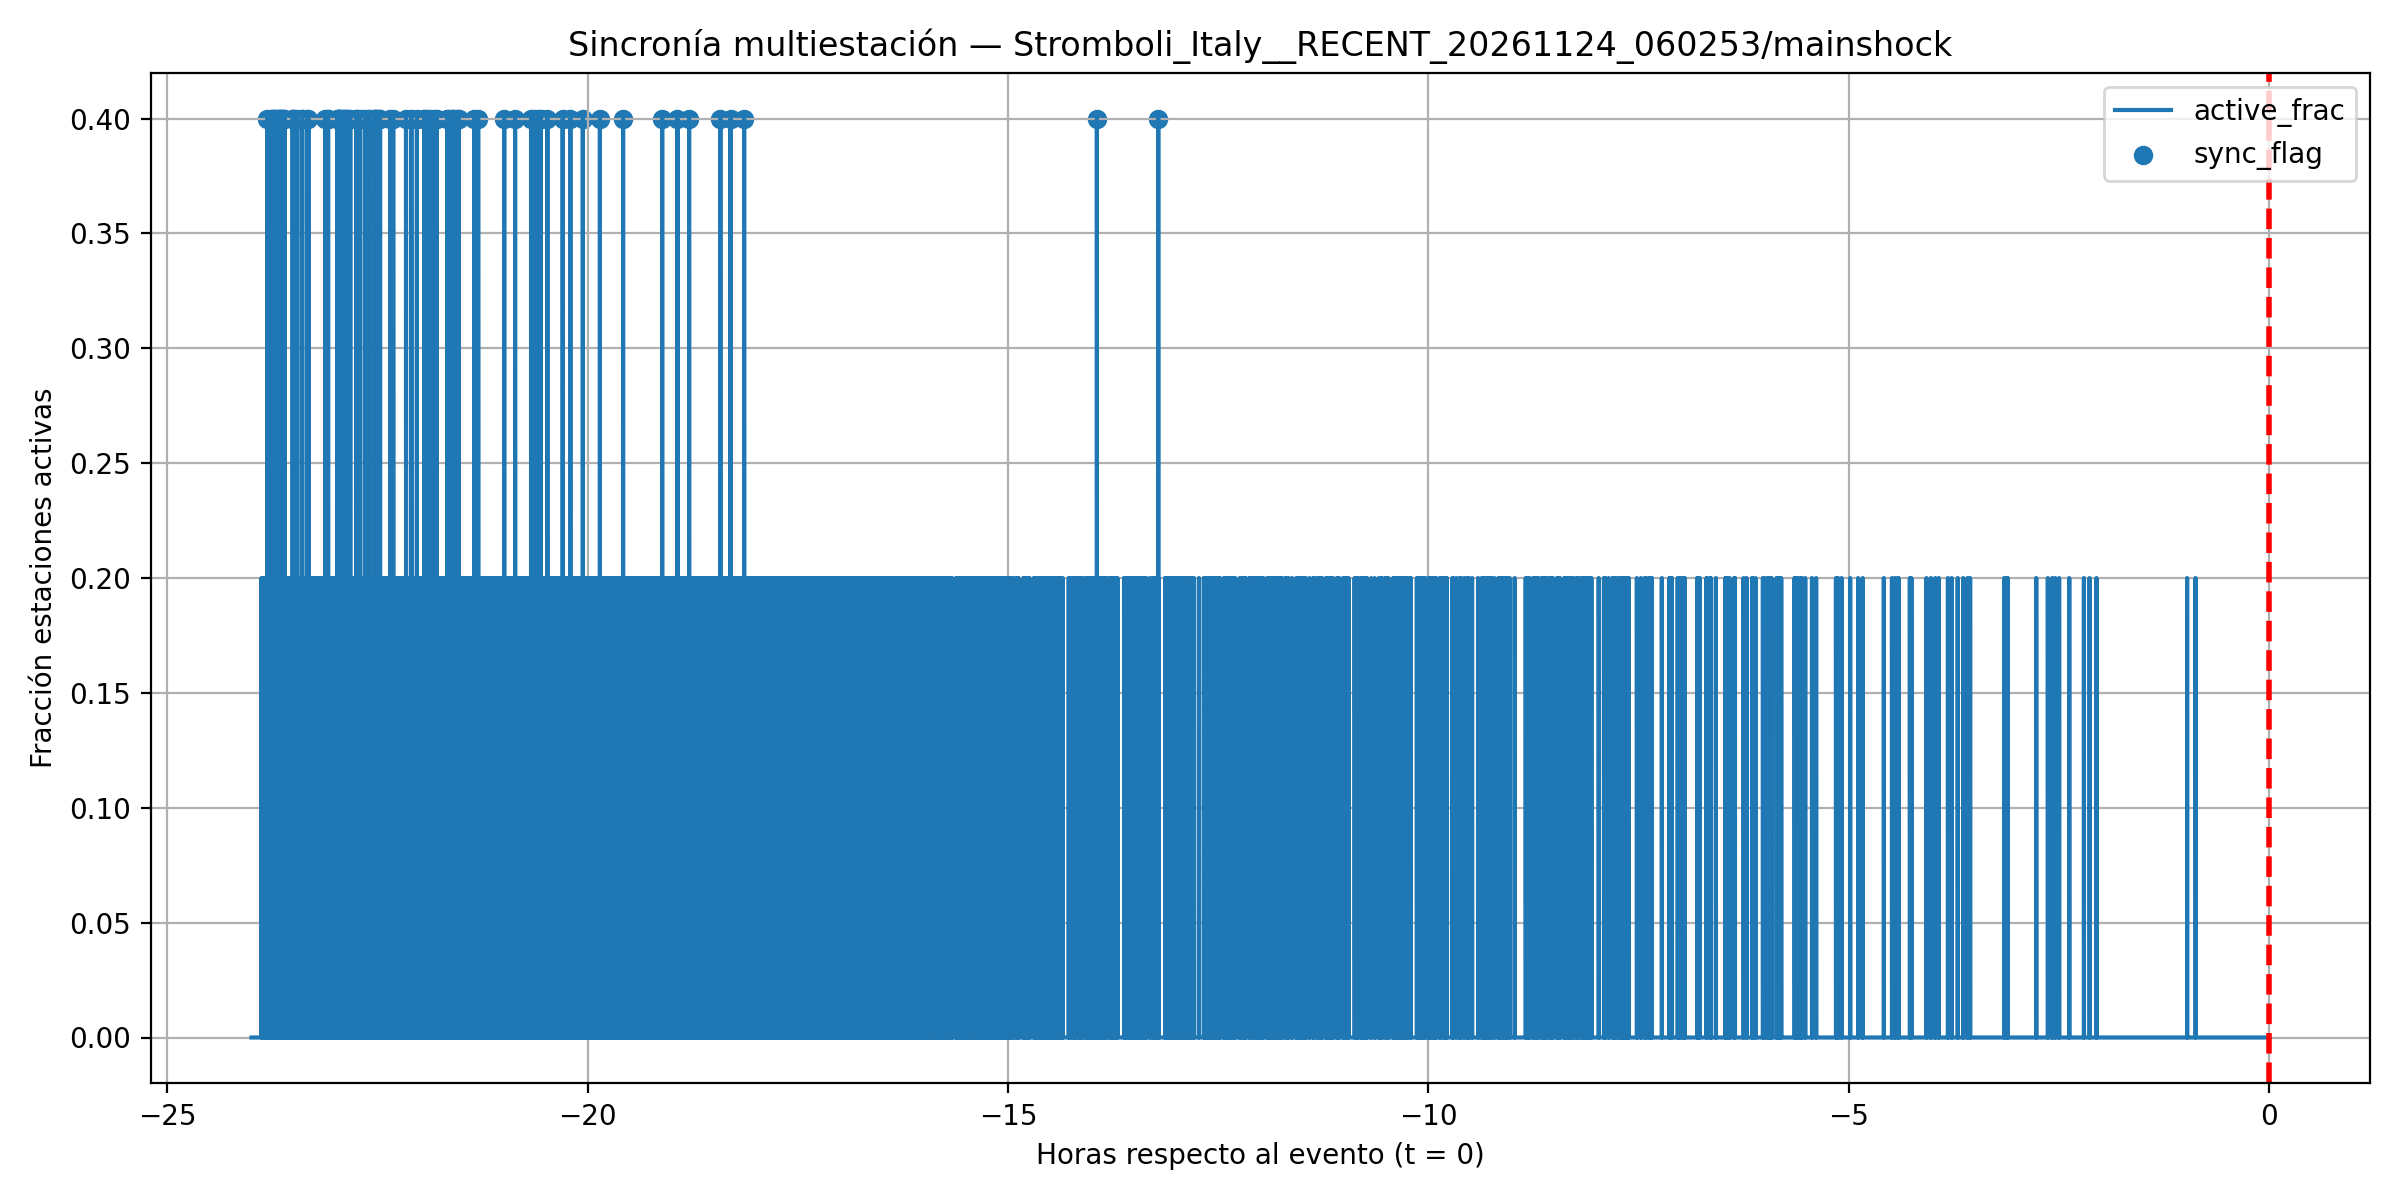 Sincronía multiestación — Stromboli_Italy__RECENT_20261124_060253/mainshock
active_frac
sync_flag
Fracción estaciones activas
0.40
0.35
0.30
0.25
0.20
0.15
0.10
0.05
0.00
−25 −20 −15 −10 −5 0
Horas respecto al evento (t = 0)